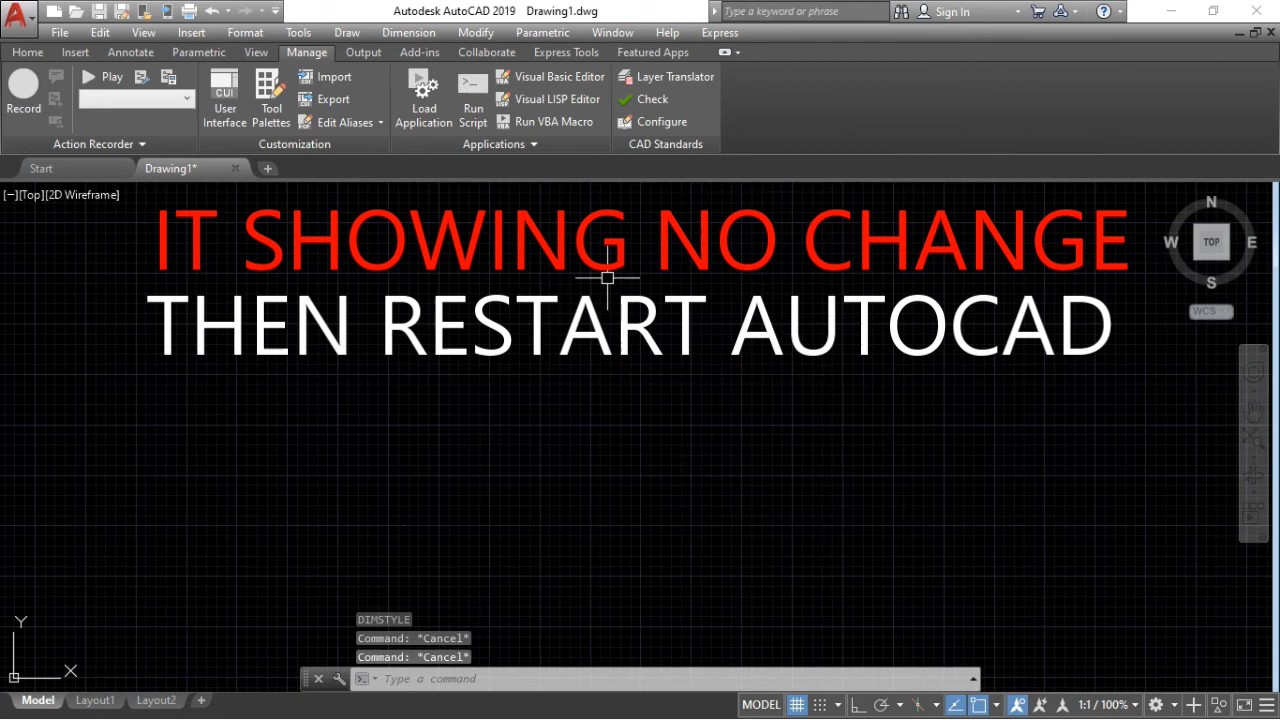 Autodesk AutoCAD 2019 Drawing1.dwg
Type a keyword or phrase
Sign In
File Edit View Insert Format Tools Draw Dimension Modify Parametric Window Help Express
Home Insert Annotate Parametric View Manage Output Add-ins Collaborate Express Tools Featured Apps
Record
Play
CUI
User Interface
Tool Palettes
Import
Export
Edit Aliases
Load Application
Run Script
Visual Basic Editor
Visual LISP Editor
Run VBA Macro
Layer Translator
Check
Configure
Action Recorder
Customization
Applications
CAD Standards
Start
Drawing1*
[−][Top][2D Wireframe]
IT SHOWING NO CHANGE
THEN RESTART AUTOCAD
N
W TOP E
S
WCS
DIMSTYLE
Command: *Cancel*
Command: *Cancel*
Type a command
Y
X
Model Layout1 Layout2
MODEL
1:1 / 100%